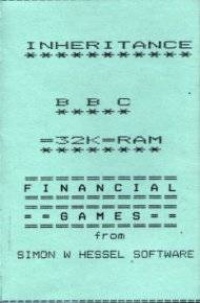 INHERITANCE
* * * * * * * * * * *
B B C
* * * * *
=32K=RAM
* * * * * * * *
= = = = = = = = =
FINANCIAL
= = = = = = = = =
= = GAMES = =
= = = = = = = = =
from
SIMON W HESSEL SOFTWARE